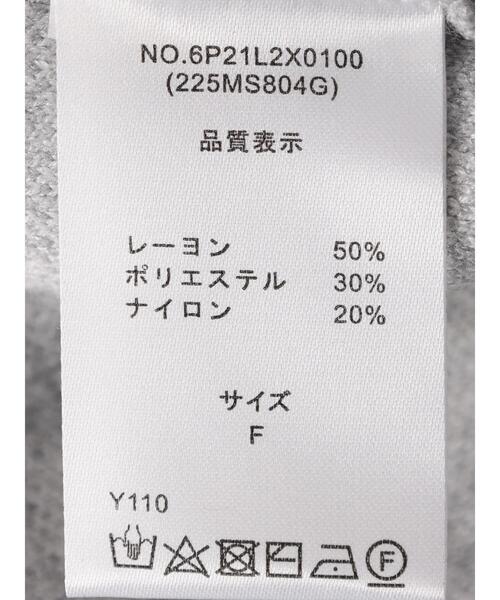 NO.6P21L2X0100
(225MS804G)
品質表示
レーヨン 50%
ポリエステル 30%
ナイロン 20%
サイズ
F
Y110
F